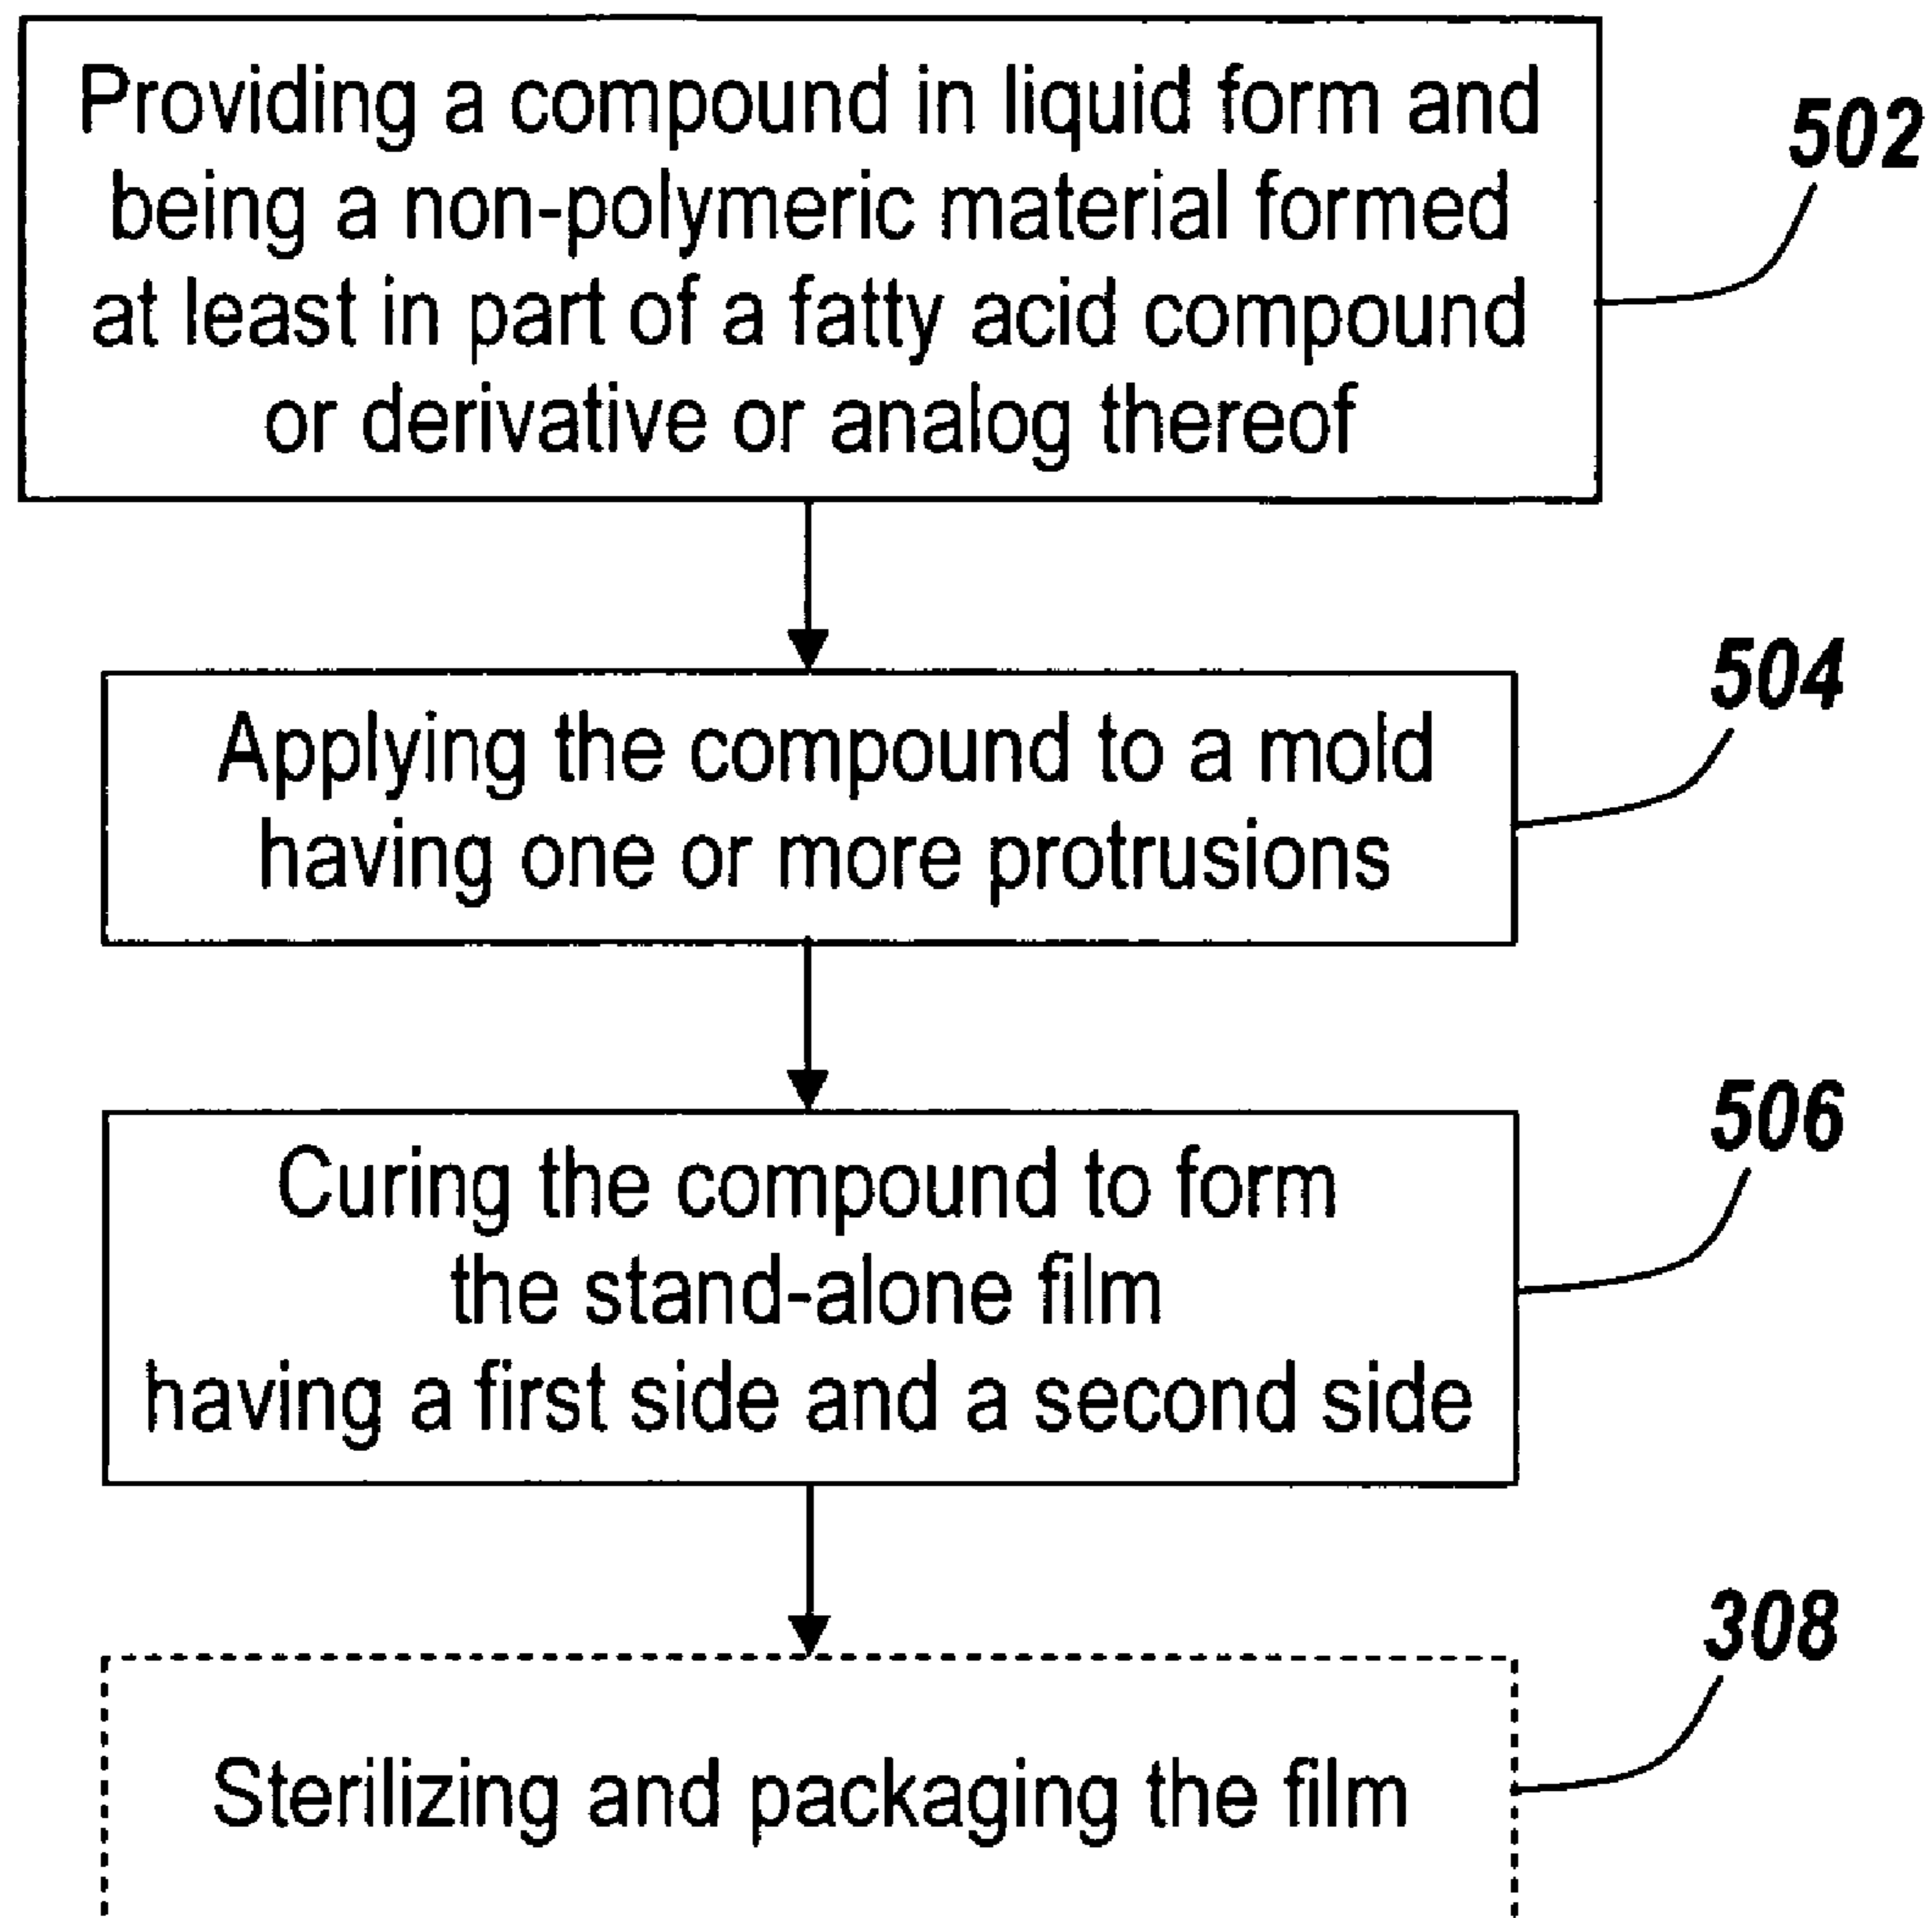 Providing a compound in liquid form and
being a non-polymeric material formed
at least in part of a fatty acid compound
or derivative or analog thereof
502
Applying the compound to a mold
having one or more protrusions
504
Curing the compound to form
the stand-alone film
having a first side and a second side
506
Sterilizing and packaging the film
308